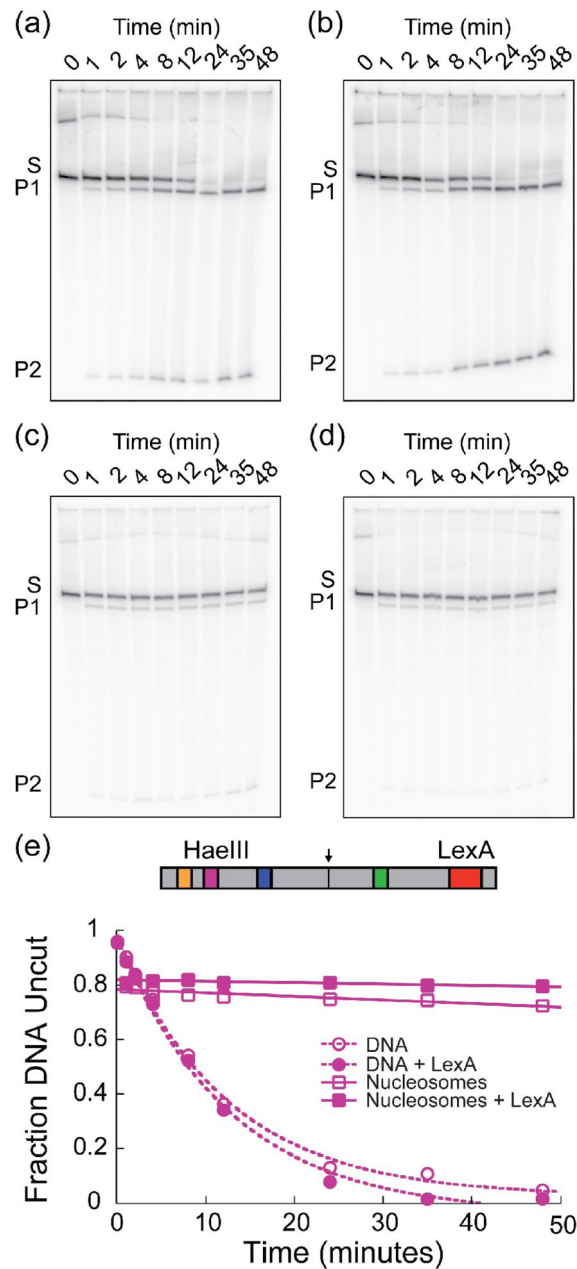 (a) Time (min)
0 1 2 4 8 12 24 35 48
S
P1
P2
(b) Time (min)
0 1 2 4 8 12 24 35 48
S
P1
P2
(c) Time (min)
0 1 2 4 8 12 24 35 48
S
P1
P2
(d) Time (min)
0 1 2 4 8 12 24 35 48
S
P1
P2
(e) HaeIII LexA
Fraction DNA Uncut
1
0.8
0.6
0.4
0.2
0
DNA
DNA + LexA
Nucleosomes
Nucleosomes + LexA
0 10 20 30 40 50
Time (minutes)